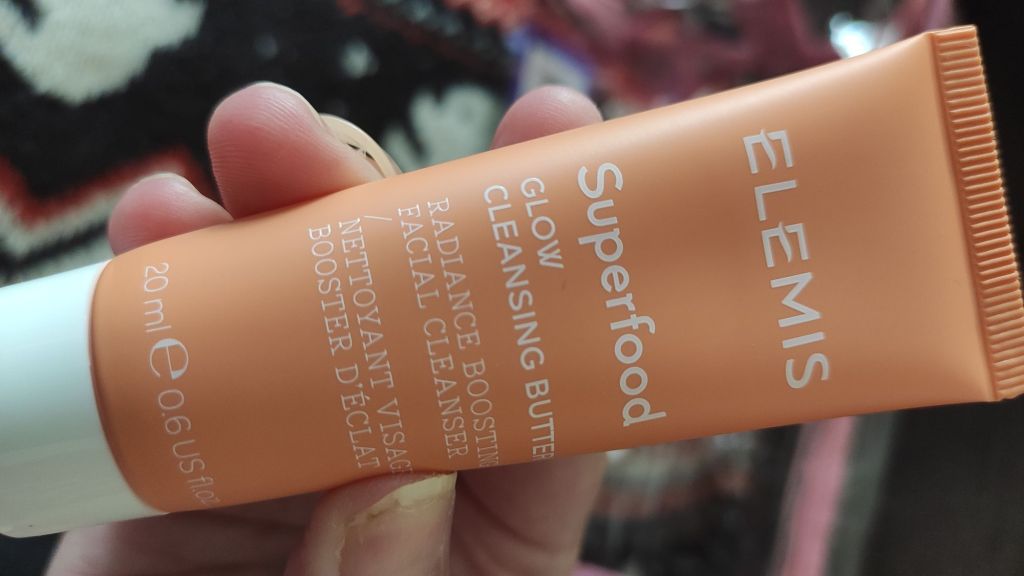 ELEMIS
Superfood
GLOW
CLEANSING BUTTER
RADIANCE BOOSTING
FACIAL CLEANSER
/
NETTOYANT VISAGE
BOOSTER D'ÉCLAT
20 ml e 0.6 US fl.oz